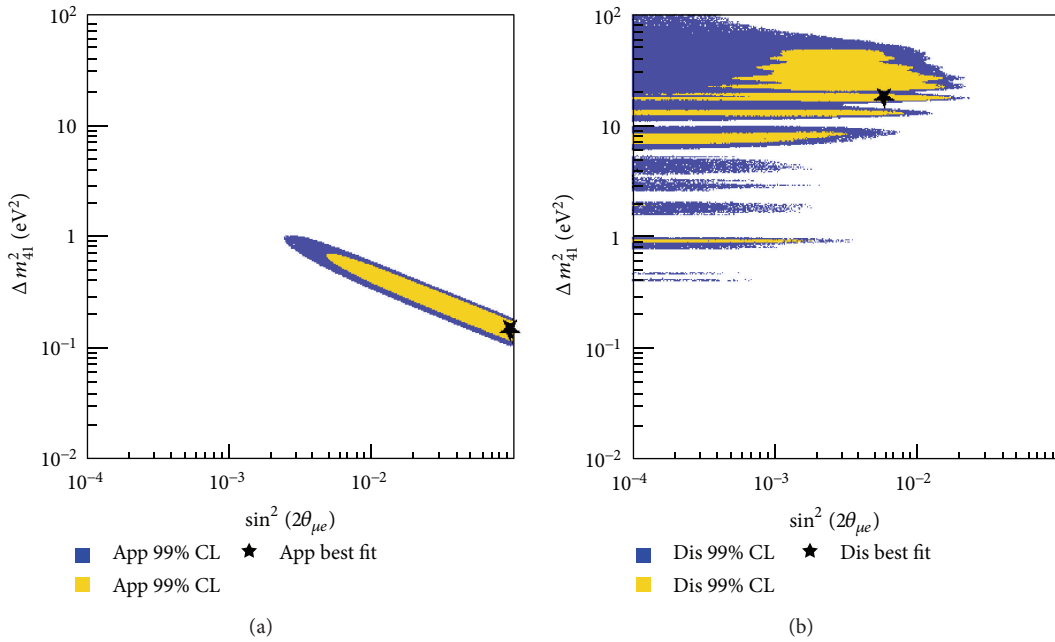 10²
10
1
10⁻¹
10⁻²
Δm²₄₁ (eV²)
10⁻⁴
10⁻³
10⁻²
sin² (2θμe)
App 99% CL
App best fit
App 99% CL
(a)
10²
10
1
10⁻¹
10⁻²
Δm²₄₁ (eV²)
10⁻⁴
10⁻³
10⁻²
sin² (2θμe)
Dis 99% CL
Dis best fit
Dis 99% CL
(b)